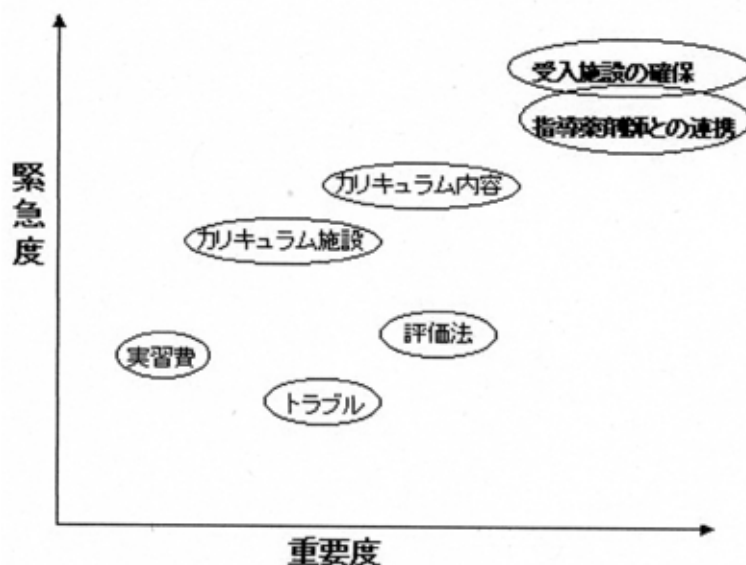 受入施設の確保
指導薬剤師との連携
カリキュラム内容
カリキュラム施設
評価法
実習費
トラブル
緊急度
重要度